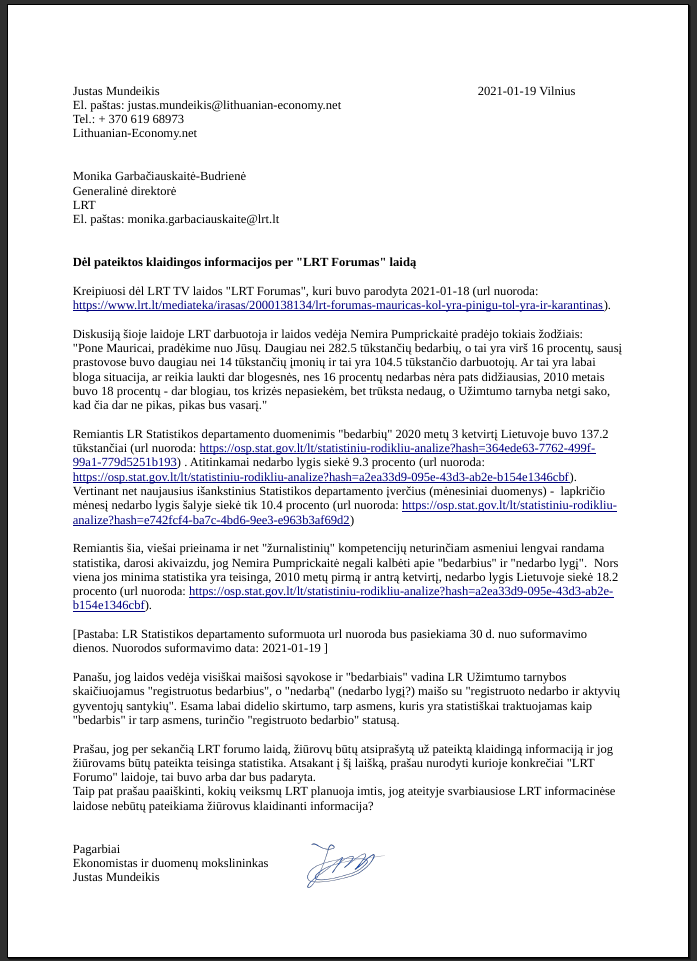 Justas Mundeikis 2021-01-19 Vilnius
El. paštas: justas.mundeikis@lithuanian-economy.net
Tel.: + 370 619 68973
Lithuanian-Economy.net
Monika Garbačiauskaitė-Budrienė
Generalinė direktorė
LRT
El. paštas: monika.garbaciauskaite@lrt.lt
Dėl pateiktos klaidingos informacijos per "LRT Forumas" laidą
Kreipiuosi dėl LRT TV laidos "LRT Forumas", kuri buvo parodyta 2021-01-18 (url nuoroda:
https://www.lrt.lt/mediateka/irasas/2000138134/lrt-forumas-mauricas-kol-yra-pinigu-tol-yra-ir-karantinas).
Diskusiją šioje laidoje LRT darbuotoja ir laidos vedėja Nemira Pumprickaitė pradėjo tokiais žodžiais:
"Pone Mauricai, pradėkime nuo Jūsų. Daugiau nei 282.5 tūkstančių bedarbių, o tai yra virš 16 procentų, sausį
prastovose buvo daugiau nei 14 tūkstančių įmonių ir tai yra 104.5 tūkstančio darbuotojų. Ar tai yra labai
bloga situacija, ar reikia laukti dar blogesnės, nes 16 procentų nedarbas nėra pats didžiausias, 2010 metais
buvo 18 procentų - dar blogiau, tos krizės nepasiekėm, bet trūksta nedaug, o Užimtumo tarnyba netgi sako,
kad čia dar ne pikas, pikas bus vasarį."
Remiantis LR Statistikos departamento duomenimis "bedarbių" 2020 metų 3 ketvirtį Lietuvoje buvo 137.2
tūkstančiai (url nuoroda: https://osp.stat.gov.lt/lt/statistiniu-rodikliu-analize?hash=364ede63-7762-499f-
99a1-779d5251b193) . Atitinkamai nedarbo lygis siekė 9.3 procento (url nuoroda:
https://osp.stat.gov.lt/lt/statistiniu-rodikliu-analize?hash=a2ea33d9-095e-43d3-ab2e-b154e1346cbf).
Vertinant net naujausius išankstinius Statistikos departamento įverčius (mėnesiniai duomenys) - lapkričio
mėnesį nedarbo lygis šalyje siekė tik 10.4 procento (url nuoroda: https://osp.stat.gov.lt/lt/statistiniu-rodikliu-
analize?hash=e742fcf4-ba7c-4bd6-9ee3-e963b3af69d2)
Remiantis šia, viešai prieinama ir net "žurnalistinių" kompetencijų neturinčiam asmeniui lengvai randama
statistika, darosi akivaizdu, jog Nemira Pumprickaitė negali kalbėti apie "bedarbius" ir "nedarbo lygį". Nors
viena jos minima statistika yra teisinga, 2010 metų pirmą ir antrą ketvirtį, nedarbo lygis Lietuvoje siekė 18.2
procento (url nuoroda: https://osp.stat.gov.lt/lt/statistiniu-rodikliu-analize?hash=a2ea33d9-095e-43d3-ab2e-
b154e1346cbf).
[Pastaba: LR Statistikos departamento suformuota url nuoroda bus pasiekiama 30 d. nuo suformavimo
dienos. Nuorodos suformavimo data: 2021-01-19 ]
Panašu, jog laidos vedėja visiškai maišosi sąvokose ir "bedarbiais" vadina LR Užimtumo tarnybos
skaičiuojamus "registruotus bedarbius", o "nedarbą" (nedarbo lygį?) maišo su "registruoto nedarbo ir aktyvių
gyventojų santykiu". Esama labai didelio skirtumo, tarp asmens, kuris yra statistiškai traktuojamas kaip
"bedarbis" ir tarp asmens, turinčio "registruoto bedarbio" statusą.
Prašau, jog per sekančią LRT forumo laidą, žiūrovų būtų atsiprašytą už pateiktą klaidingą informaciją ir jog
žiūrovams būtų pateikta teisinga statistika. Atsakant į šį laišką, prašau nurodyti kurioje konkrečiai "LRT
Forumo" laidoje, tai buvo arba dar bus padaryta.
Taip pat prašau paaiškinti, kokių veiksmų LRT planuoja imtis, jog ateityje svarbiausiose LRT informacinėse
laidose nebūtų pateikiama žiūrovus klaidinanti informacija?
Pagarbiai
Ekonomistas ir duomenų mokslininkas
Justas Mundeikis